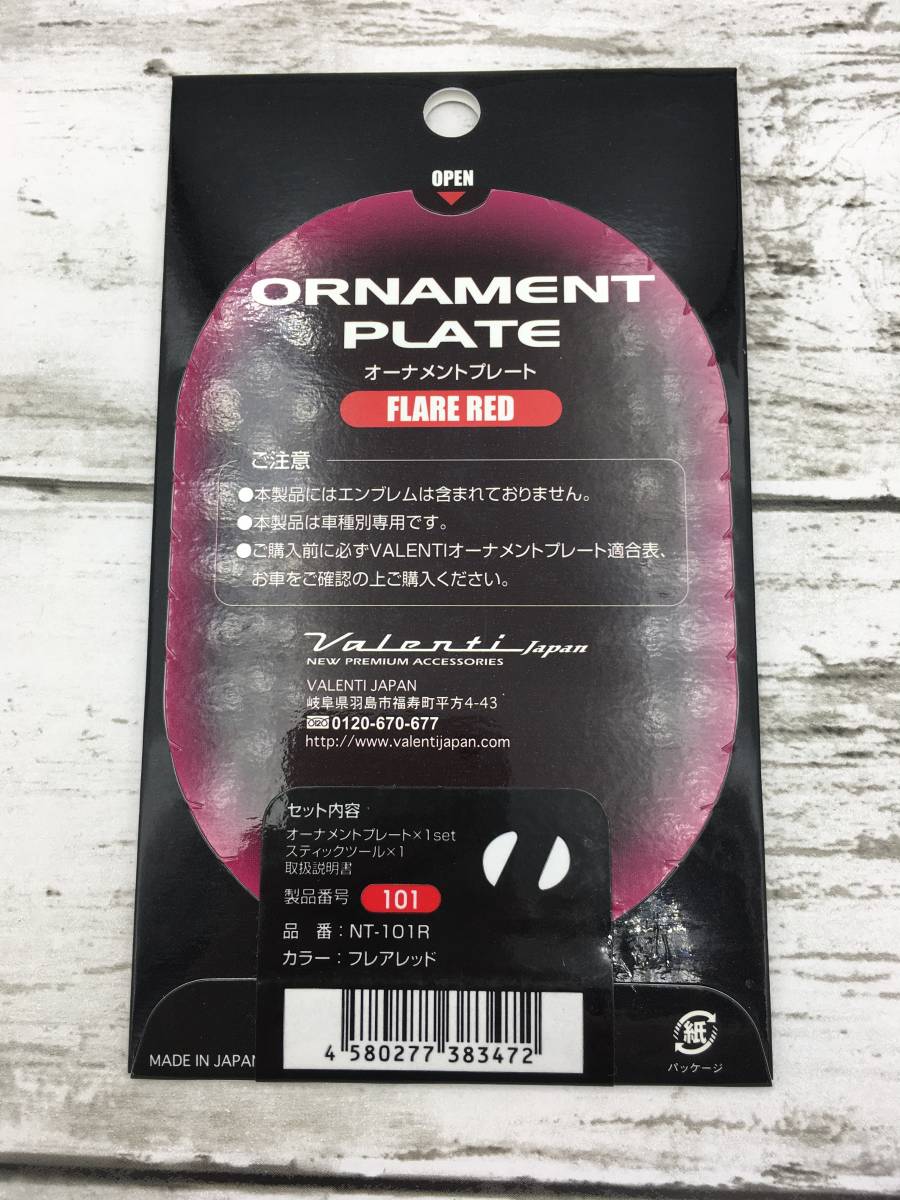 OPEN
ORNAMENT
PLATE
オーナメントプレート
FLARE RED
ご注意
●本製品にはエンブレムは含まれておりません。
●本製品は車種別専用です。
●ご購入前に必ずVALENTIオーナメントプレート適合表、
お車をご確認の上ご購入ください。
Valenti Japan
NEW PREMIUM ACCESSORIES
VALENTI JAPAN
岐阜県羽島市福寿町平方4-43
0120-670-677
http://www.valentijapan.com
セット内容
オーナメントプレート×1set
スティックツール×1
取扱説明書
製品番号 101
品 番：NT-101R
カラー：フレアレッド
4 580277 383472
MADE IN JAPAN
紙
パッケージ